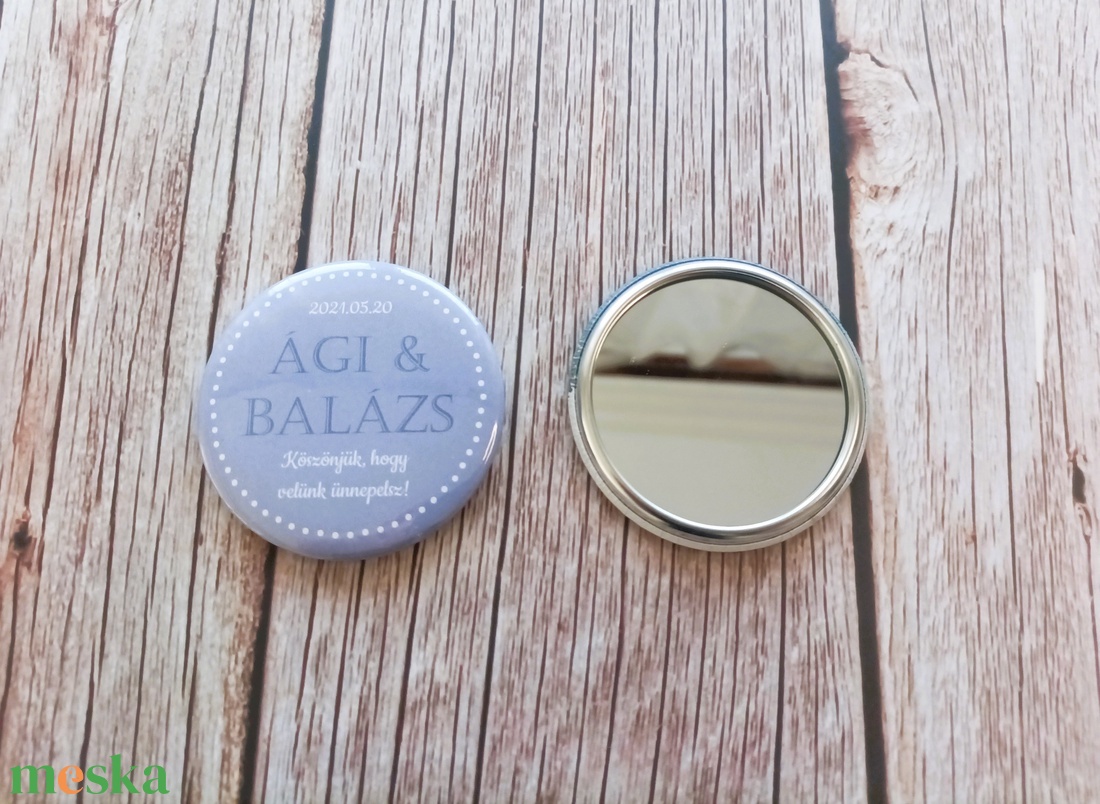 2021.05.20
ÁGI &
BALÁZS
Köszönjük, hogy
velünk ünnepelsz!
meska